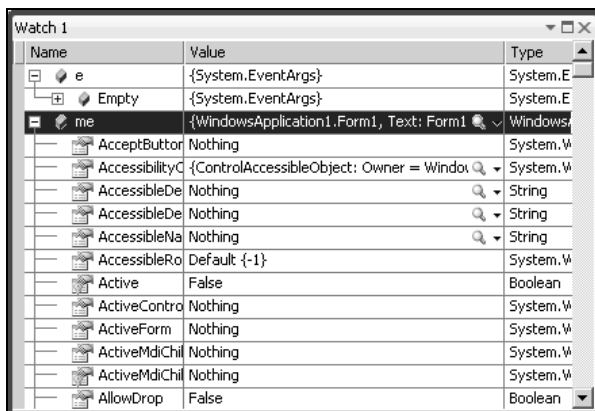 Watch 1
Name Value Type
e {System.EventArgs} System.E
Empty {System.EventArgs} System.E
me {WindowsApplication1.Form1, Text: Form1 Windows
AcceptButton Nothing System.W
AccessibilityC {ControlAccessibleObject: Owner = Windo System.W
AccessibleDe Nothing String
AccessibleDe Nothing String
AccessibleNa Nothing String
AccessibleRo Default {-1} System.W
Active False Boolean
ActiveContro Nothing System.W
ActiveForm Nothing System.W
ActiveMdiChil Nothing System.W
ActiveMdiChil Nothing System.W
AllowDrop False Boolean